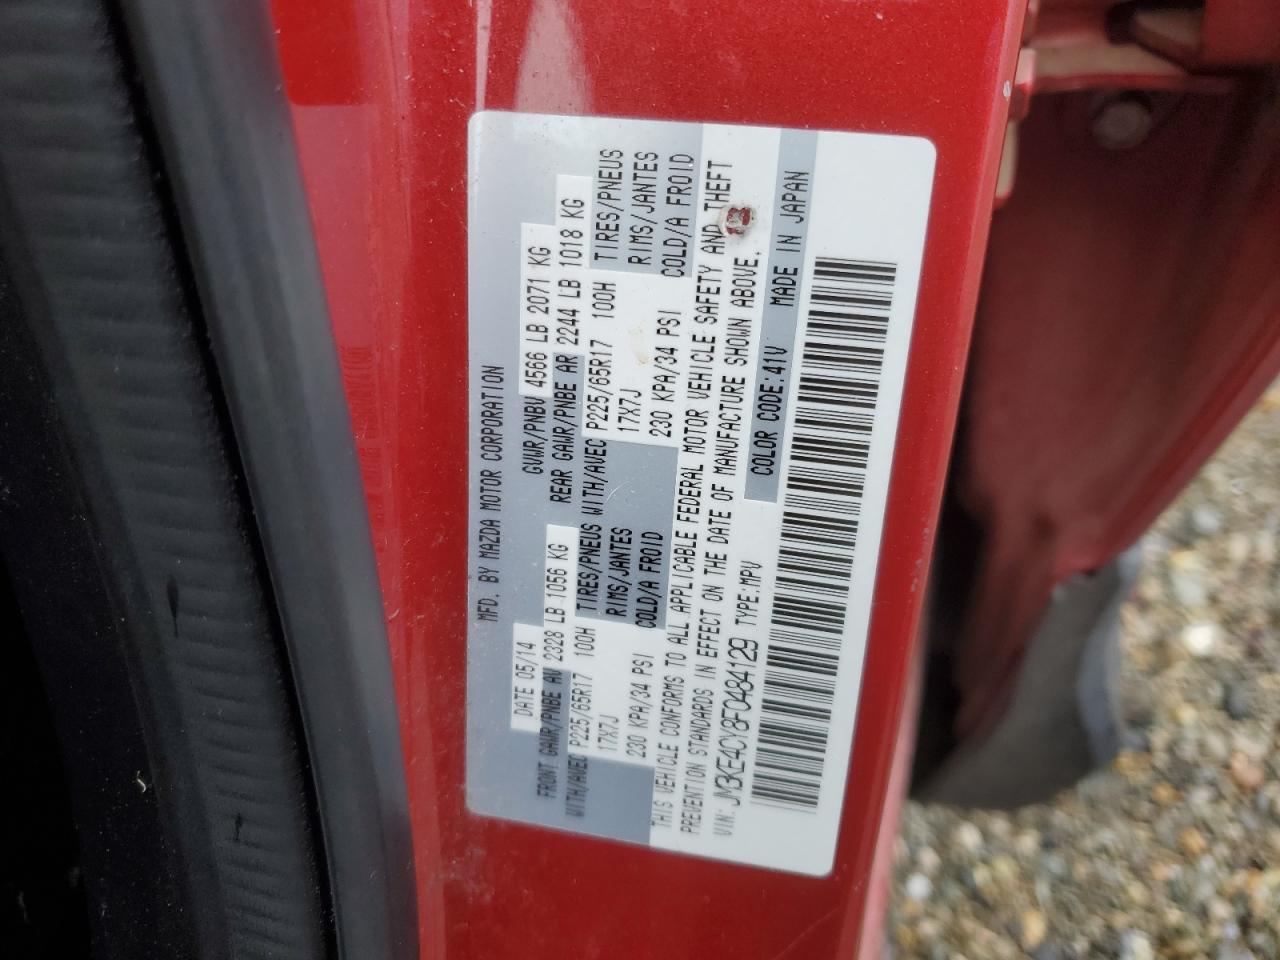 MFD. BY MAZDA MOTOR CORPORATION
DATE 05/14 GVWR/PNBV 4566 LB 2071 KG
FRONT GAWR/PNBE AV 2328 LB 1056 KG REAR GAWR/PNBE AR 2244 LB 1018 KG
WITH/AVEC P225/65R17 100H TIRES/PNEUS WITH/AVEC P225/65R17 100H TIRES/PNEUS
17X7J RIMS/JANTES 17X7J RIMS/JANTES
230 KPA/34 PSI COLD/A FROID 230 KPA/34 PSI COLD/A FROID
THIS VEHICLE CONFORMS TO ALL APPLICABLE FEDERAL MOTOR VEHICLE SAFETY AND THEFT
PREVENTION STANDARDS IN EFFECT ON THE DATE OF MANUFACTURE SHOWN ABOVE.
VIN: JM3KE4CY8F0484129 TYPE:MPV COLOR CODE:41V MADE IN JAPAN